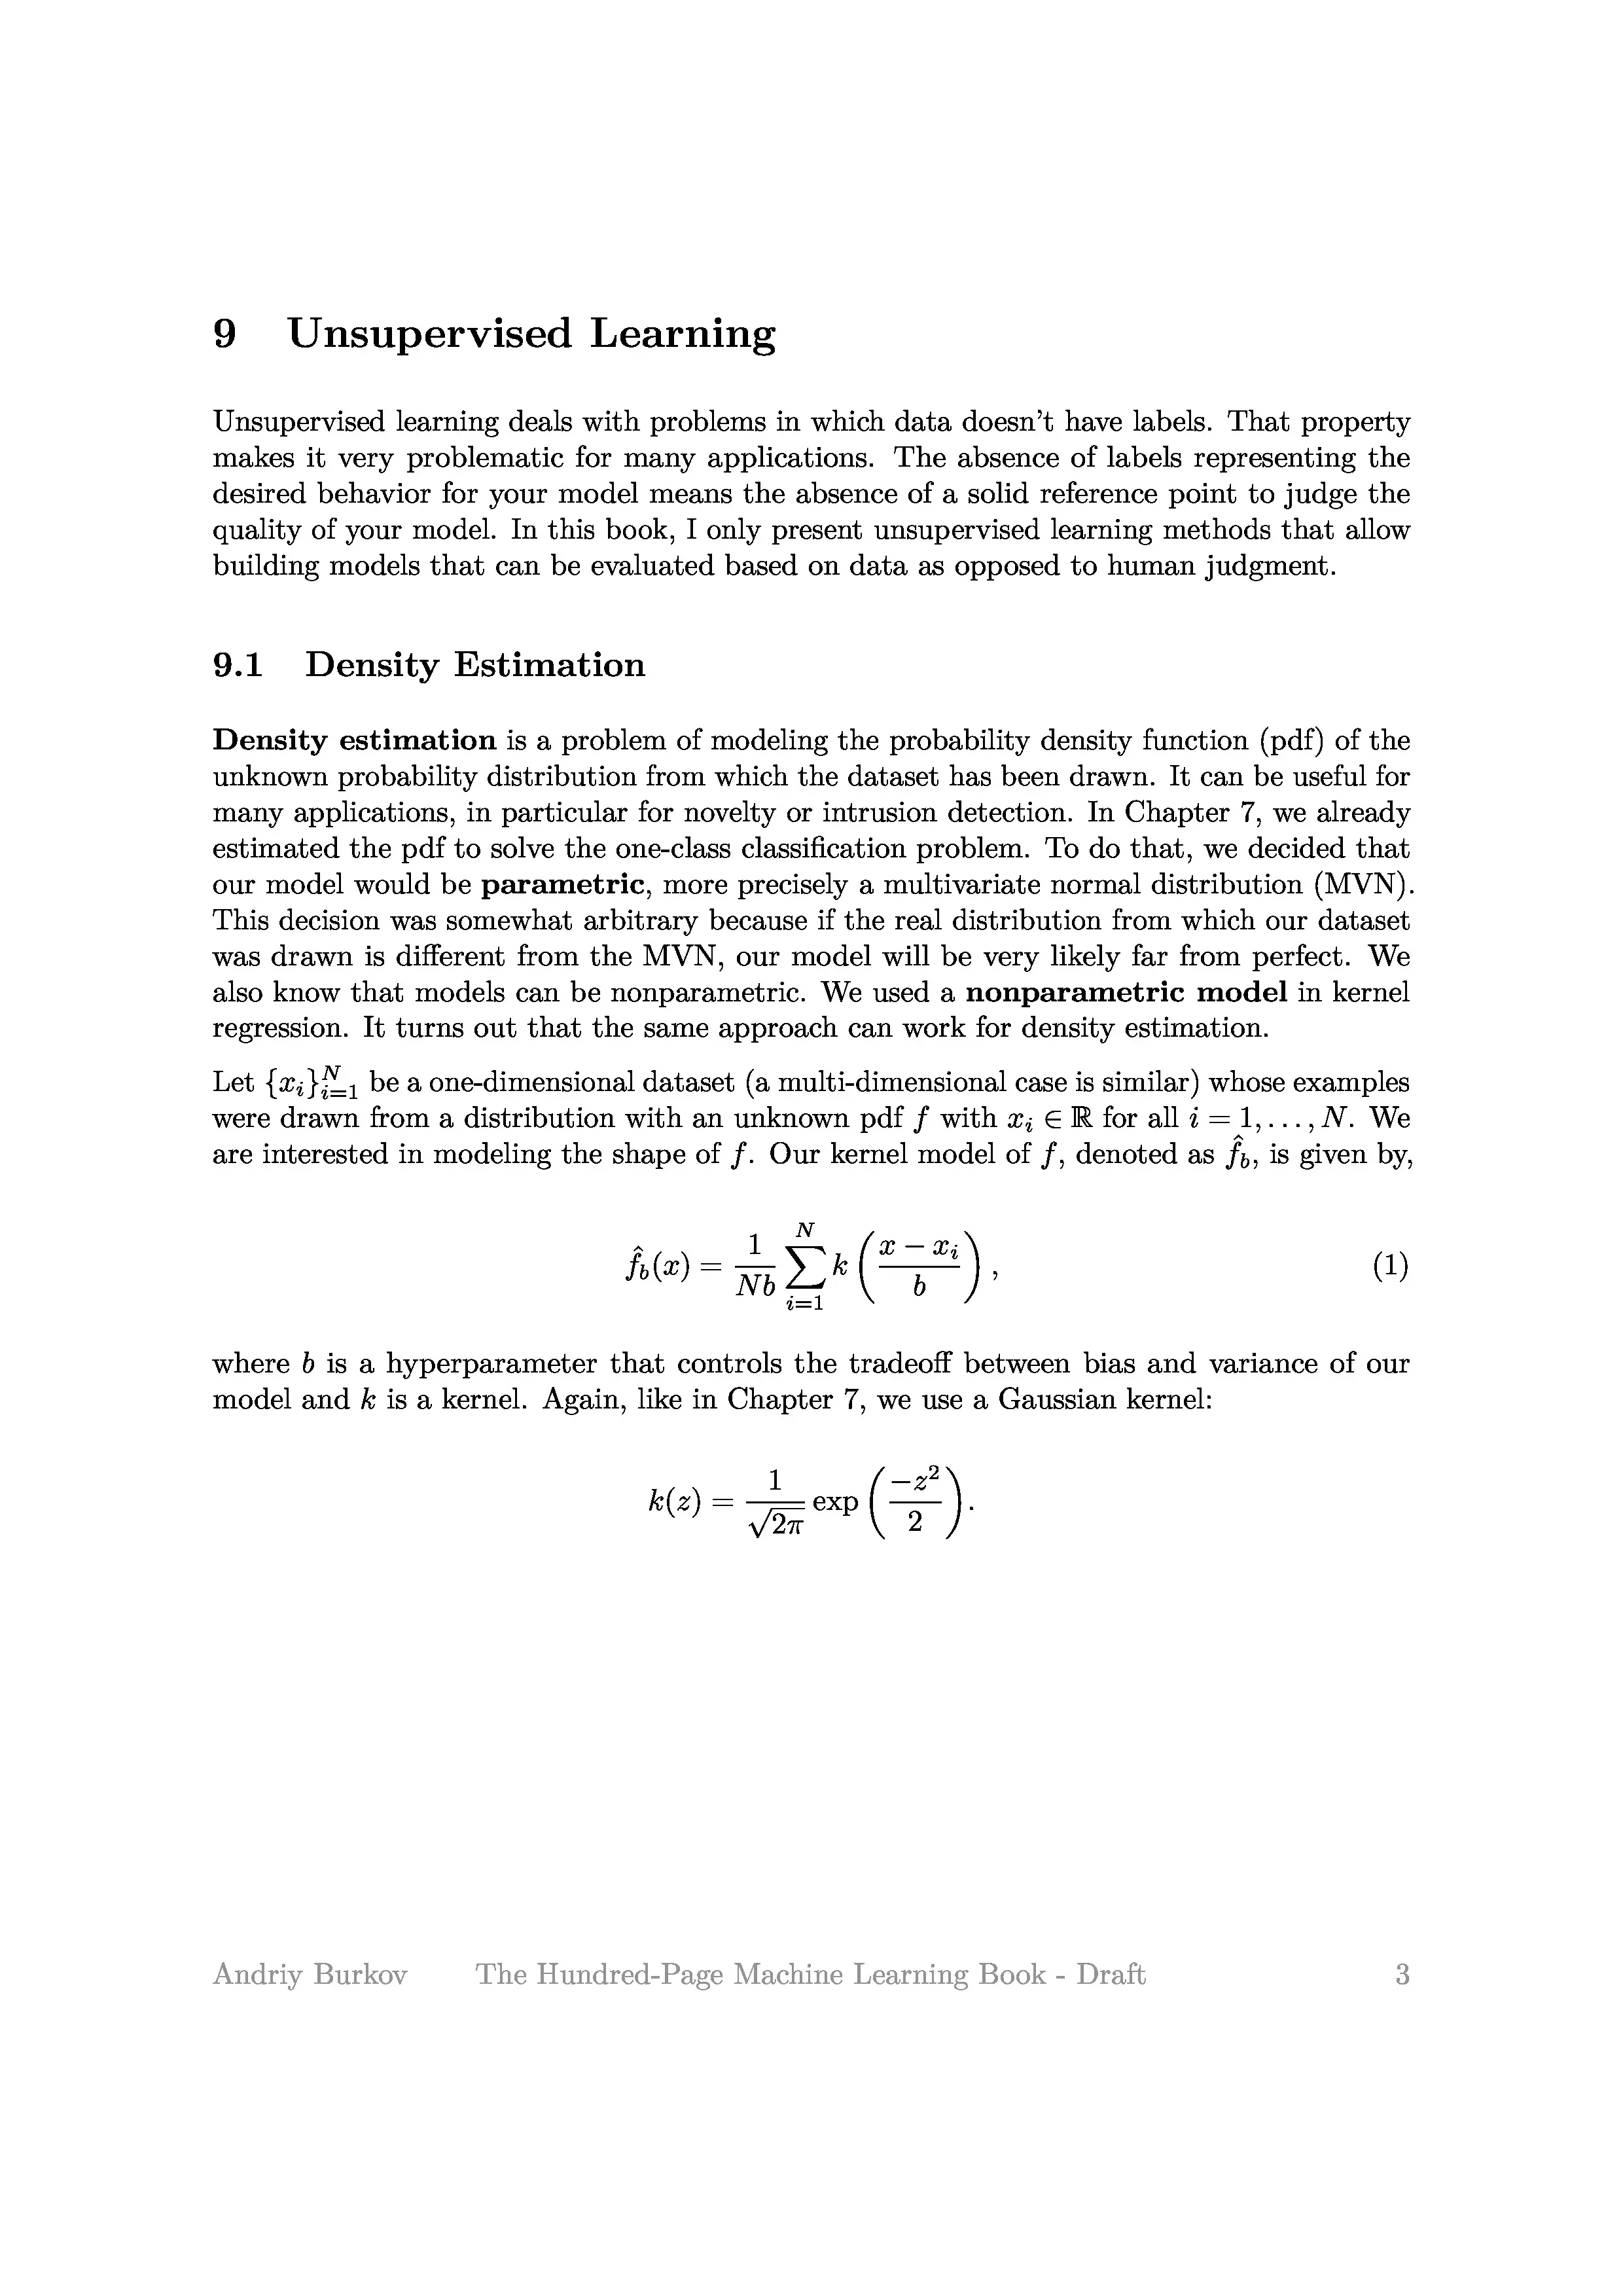 9 Unsupervised Learning
Unsupervised learning deals with problems in which data doesn't have labels. That property
makes it very problematic for many applications. The absence of labels representing the
desired behavior for your model means the absence of a solid reference point to judge the
quality of your model. In this book, I only present unsupervised learning methods that allow
building models that can be evaluated based on data as opposed to human judgment.
9.1 Density Estimation
Density estimation is a problem of modeling the probability density function (pdf) of the
unknown probability distribution from which the dataset has been drawn. It can be useful for
many applications, in particular for novelty or intrusion detection. In Chapter 7, we already
estimated the pdf to solve the one-class classification problem. To do that, we decided that
our model would be parametric, more precisely a multivariate normal distribution (MVN).
This decision was somewhat arbitrary because if the real distribution from which our dataset
was drawn is different from the MVN, our model will be very likely far from perfect. We
also know that models can be nonparametric. We used a nonparametric model in kernel
regression. It turns out that the same approach can work for density estimation.
Let $\{x_i\}_{i=1}^N$ be a one-dimensional dataset (a multi-dimensional case is similar) whose examples
were drawn from a distribution with an unknown pdf $f$ with $x_i \in \mathbb{R}$ for all $i = 1, \ldots, N$. We
are interested in modeling the shape of $f$. Our kernel model of $f$, denoted as $\hat{f}_b$, is given by,
$\hat{f}_b(x) = \frac{1}{Nb} \sum_{i=1}^{N} k\left(\frac{x - x_i}{b}\right),$ (1)
where $b$ is a hyperparameter that controls the tradeoff between bias and variance of our
model and $k$ is a kernel. Again, like in Chapter 7, we use a Gaussian kernel:
$k(z) = \frac{1}{\sqrt{2\pi}} \exp\left(\frac{-z^2}{2}\right).$
Andriy Burkov The Hundred-Page Machine Learning Book - Draft 3